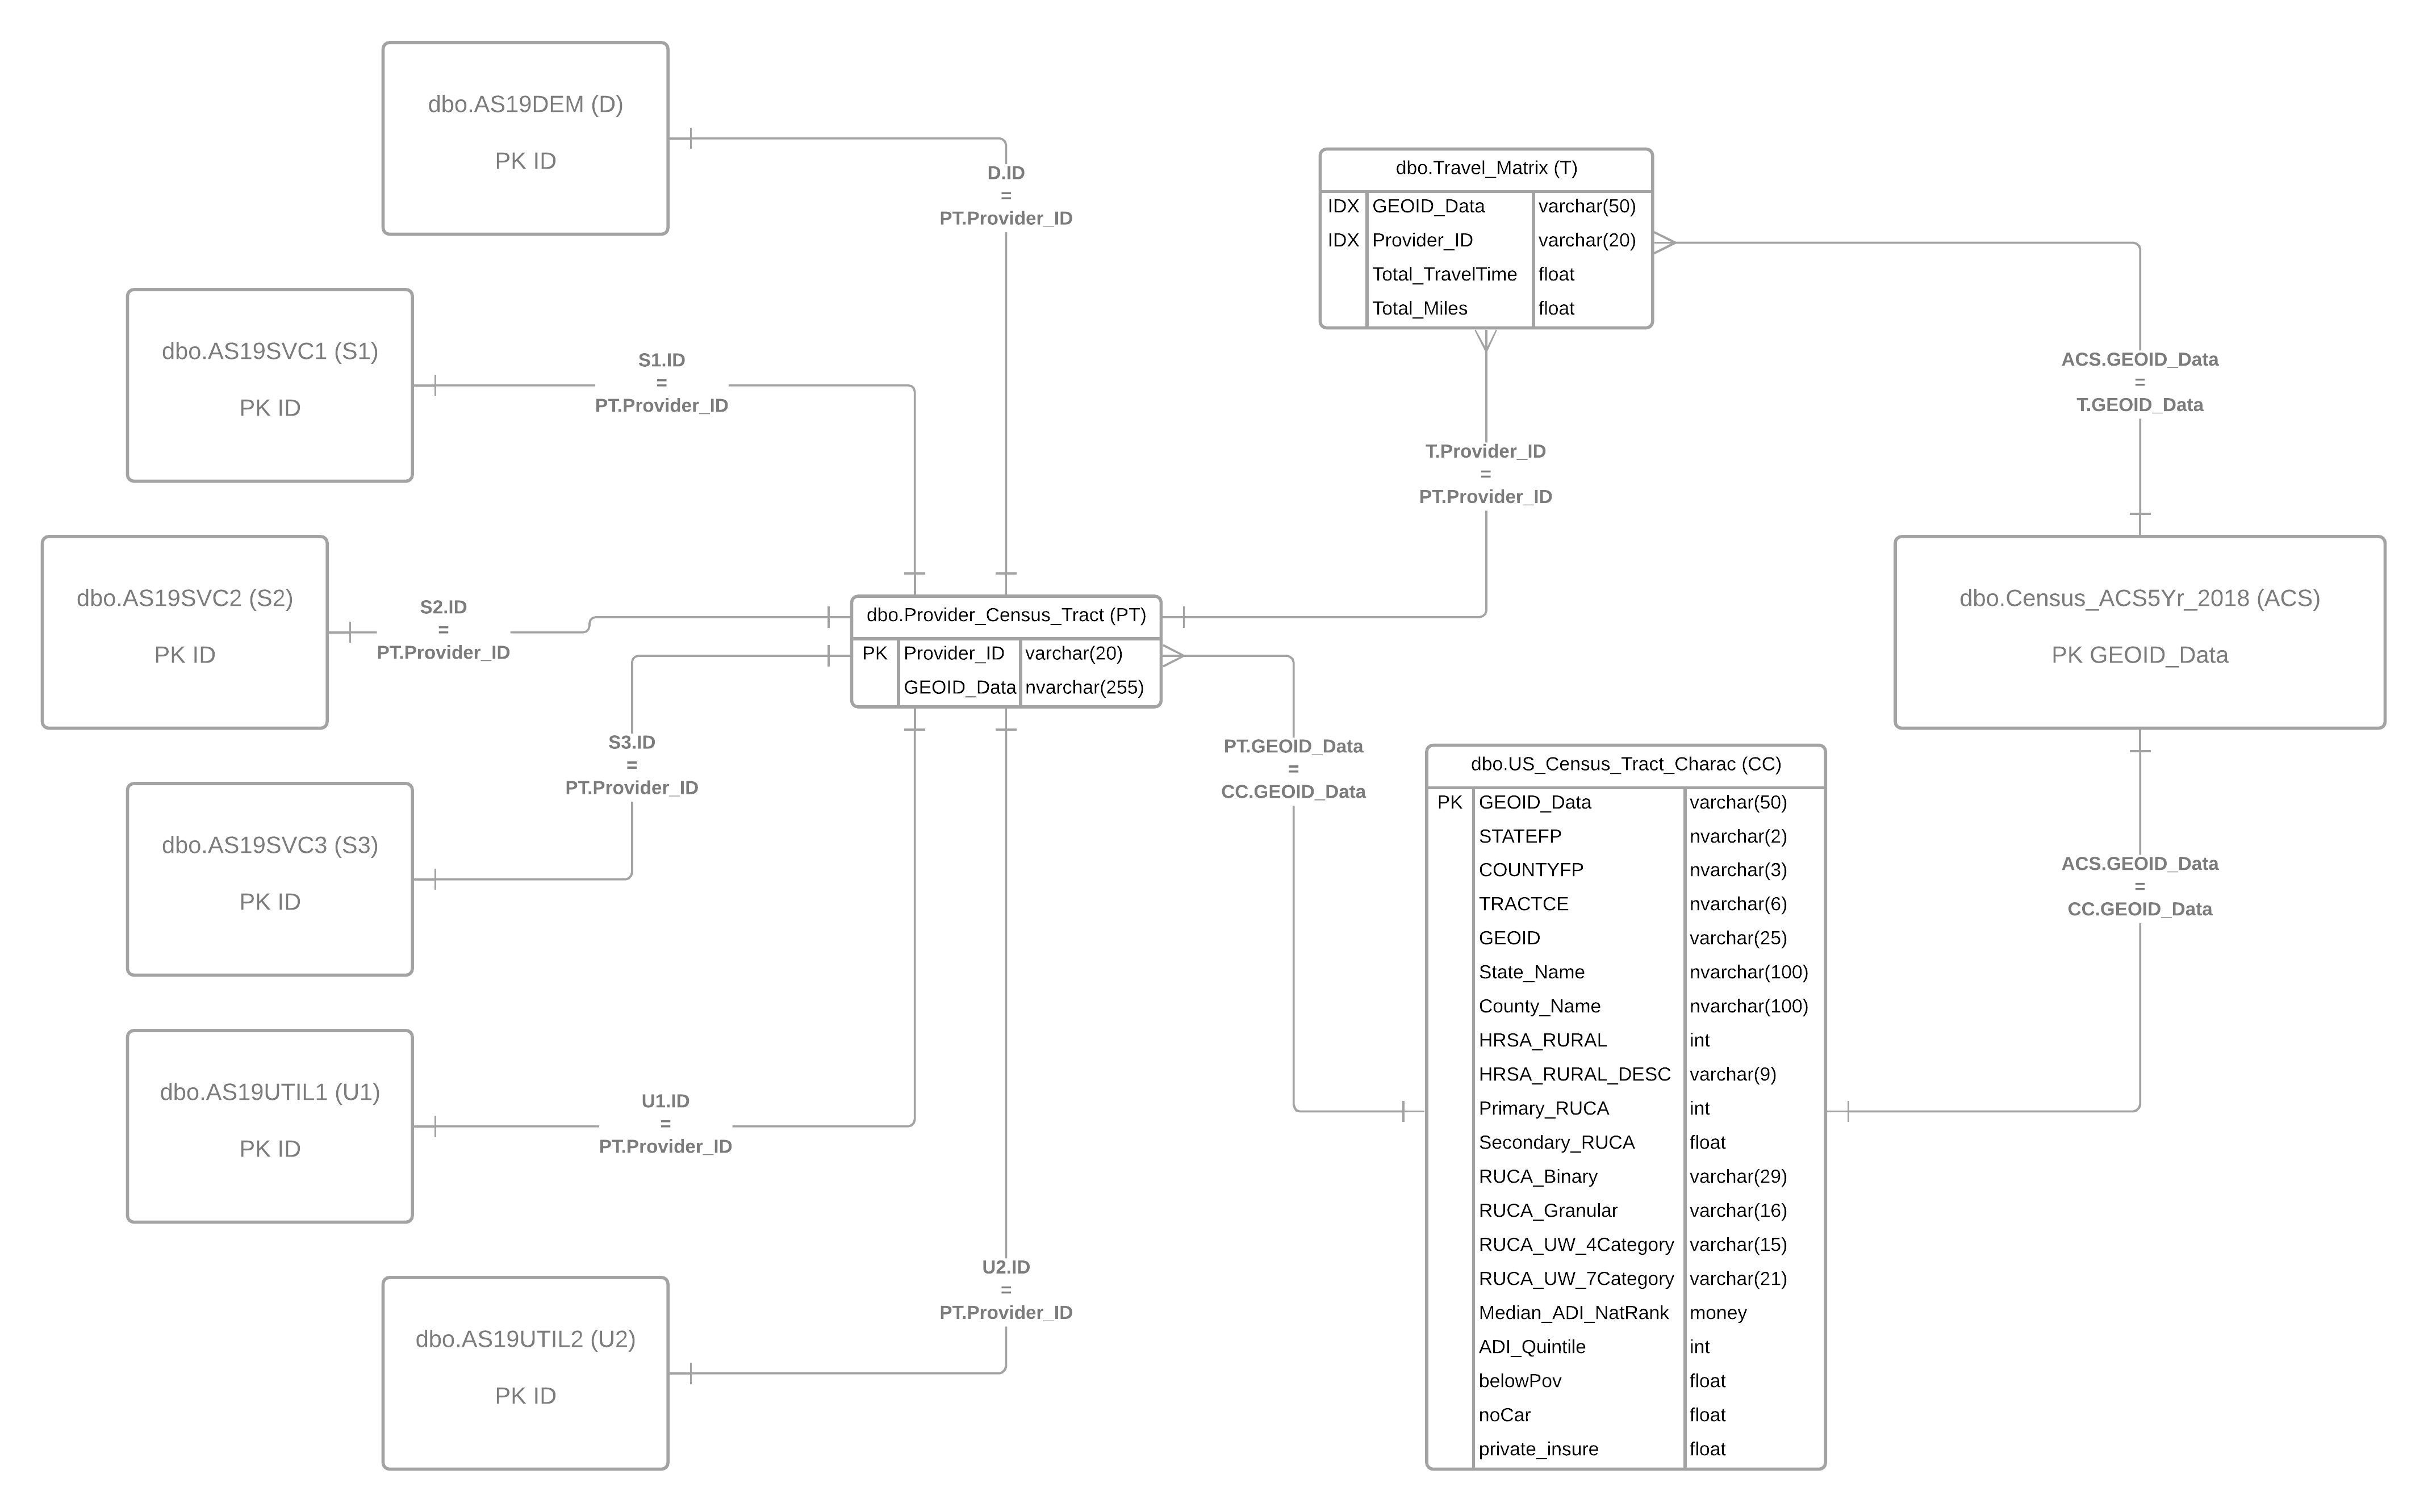 dbo.AS19DEM (D)
PK ID
D.ID
=
PT.Provider_ID
dbo.AS19SVC1 (S1)
PK ID
S1.ID
=
PT.Provider_ID
dbo.AS19SVC2 (S2)
PK ID
S2.ID
=
PT.Provider_ID
dbo.AS19SVC3 (S3)
PK ID
S3.ID
=
PT.Provider_ID
dbo.AS19UTIL1 (U1)
PK ID
U1.ID
=
PT.Provider_ID
dbo.AS19UTIL2 (U2)
PK ID
U2.ID
=
PT.Provider_ID
dbo.Provider_Census_Tract (PT)
PK Provider_ID varchar(20)
GEOID_Data nvarchar(255)
dbo.Travel_Matrix (T)
IDX GEOID_Data varchar(50)
IDX Provider_ID varchar(20)
Total_TravelTime float
Total_Miles float
T.Provider_ID
=
PT.Provider_ID
PT.GEOID_Data
=
CC.GEOID_Data
ACS.GEOID_Data
=
T.GEOID_Data
dbo.Census_ACS5Yr_2018 (ACS)
PK GEOID_Data
ACS.GEOID_Data
=
CC.GEOID_Data
dbo.US_Census_Tract_Charac (CC)
PK GEOID_Data varchar(50)
STATEFP nvarchar(2)
COUNTYFP nvarchar(3)
TRACTCE nvarchar(6)
GEOID varchar(25)
State_Name nvarchar(100)
County_Name nvarchar(100)
HRSA_RURAL int
HRSA_RURAL_DESC varchar(9)
Primary_RUCA int
Secondary_RUCA float
RUCA_Binary varchar(29)
RUCA_Granular varchar(16)
RUCA_UW_4Category varchar(15)
RUCA_UW_7Category varchar(21)
Median_ADI_NatRank money
ADI_Quintile int
belowPov float
noCar float
private_insure float